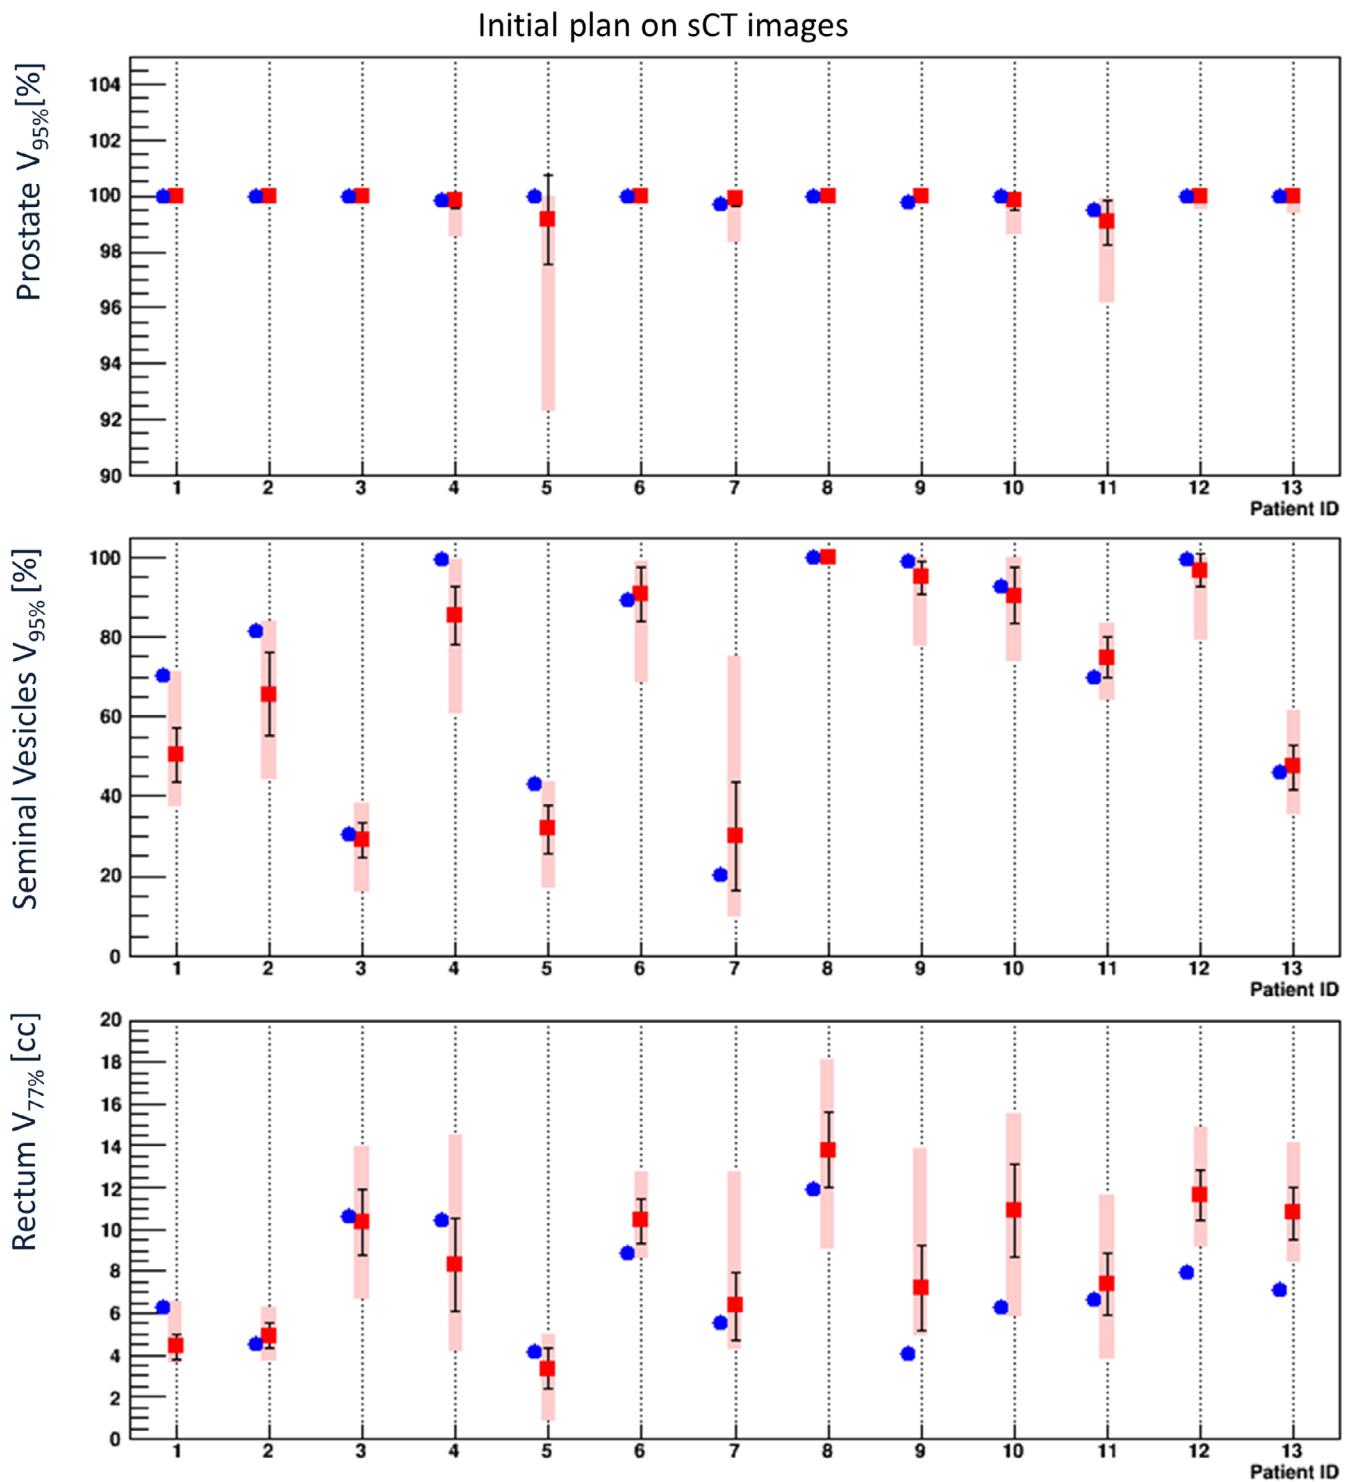 Initial plan on sCT images
Prostate V95%[%]
104
102
100
98
96
94
92
90
1 2 3 4 5 6 7 8 9 10 11 12 13
Patient ID
Seminal Vesicles V95% [%]
100
80
60
40
20
0
1 2 3 4 5 6 7 8 9 10 11 12 13
Patient ID
Rectum V77% [cc]
20
18
16
14
12
10
8
6
4
2
0
1 2 3 4 5 6 7 8 9 10 11 12 13
Patient ID